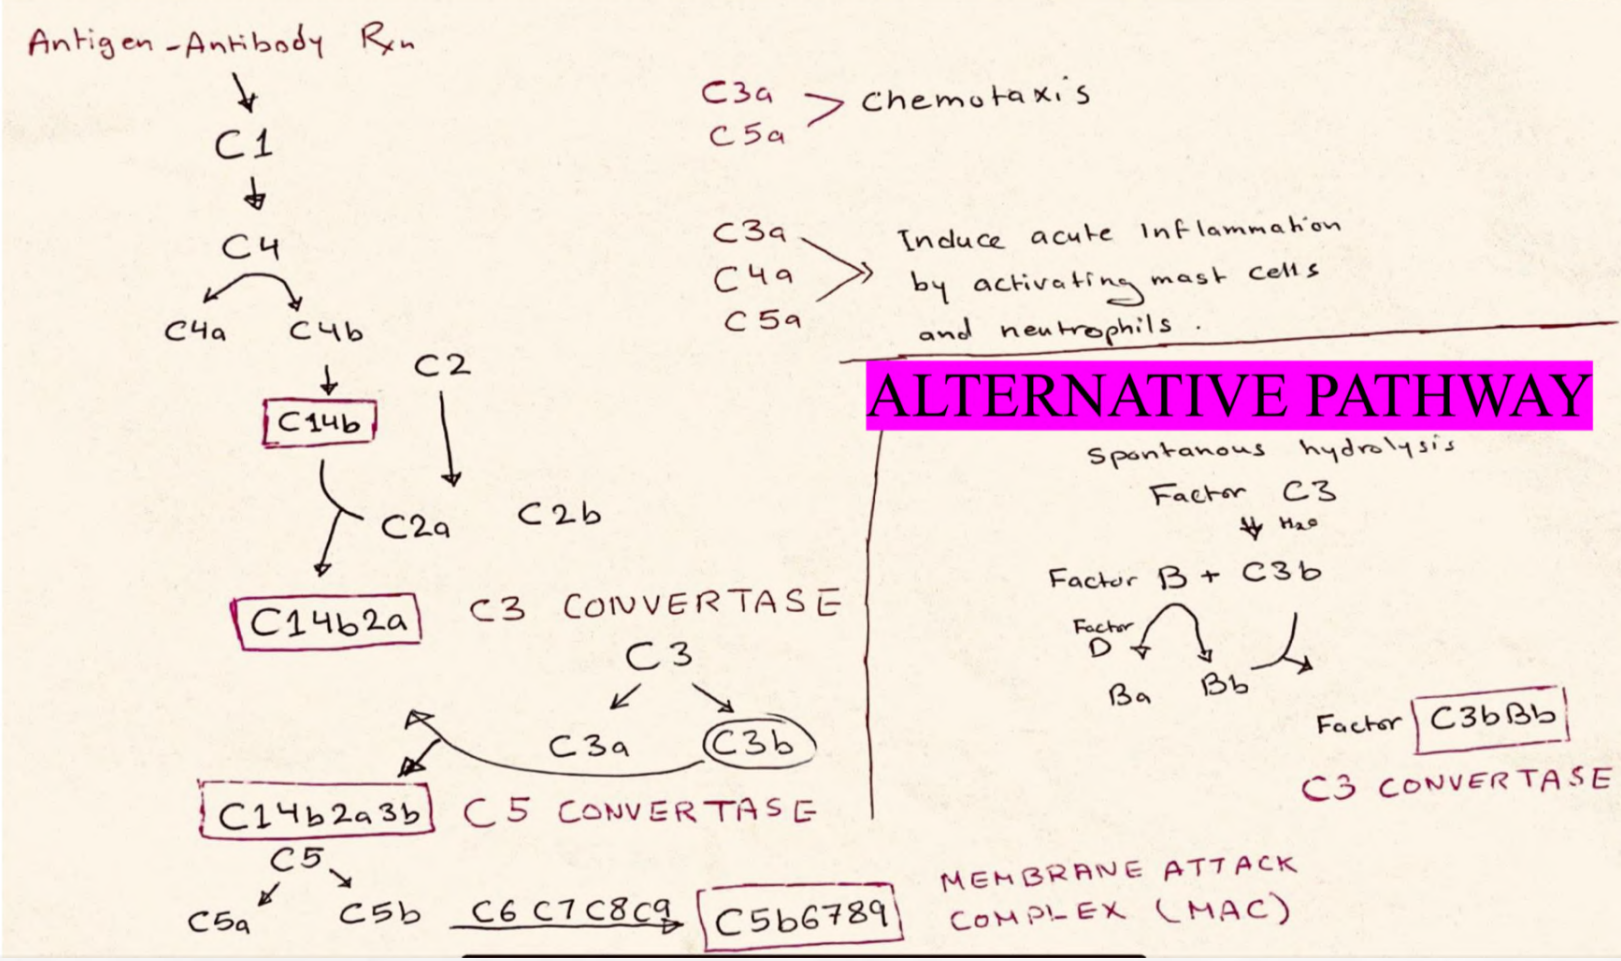 Antigen-Antibody Rxn
C1
C4
C4a C4b
C2
C14b
C2a C2b
C14b2a C3 CONVERTASE
C3
C3a C3b
C14b2a3b C5 CONVERTASE
C5
C5a C5b C6 C7 C8 C9 C5b6789
MEMBRANE ATTACK
COMPLEX (MAC)
C3a
C5a
Chemotaxis
C3a
C4a
C5a
Induce acute Inflammation
by activating mast cells
and neutrophils.
ALTERNATIVE PATHWAY
Spontanous hydrolysis
Factor C3
H2O
Factor B + C3b
Factor
D
Ba Bb
Factor C3bBb
C3 CONVERTASE